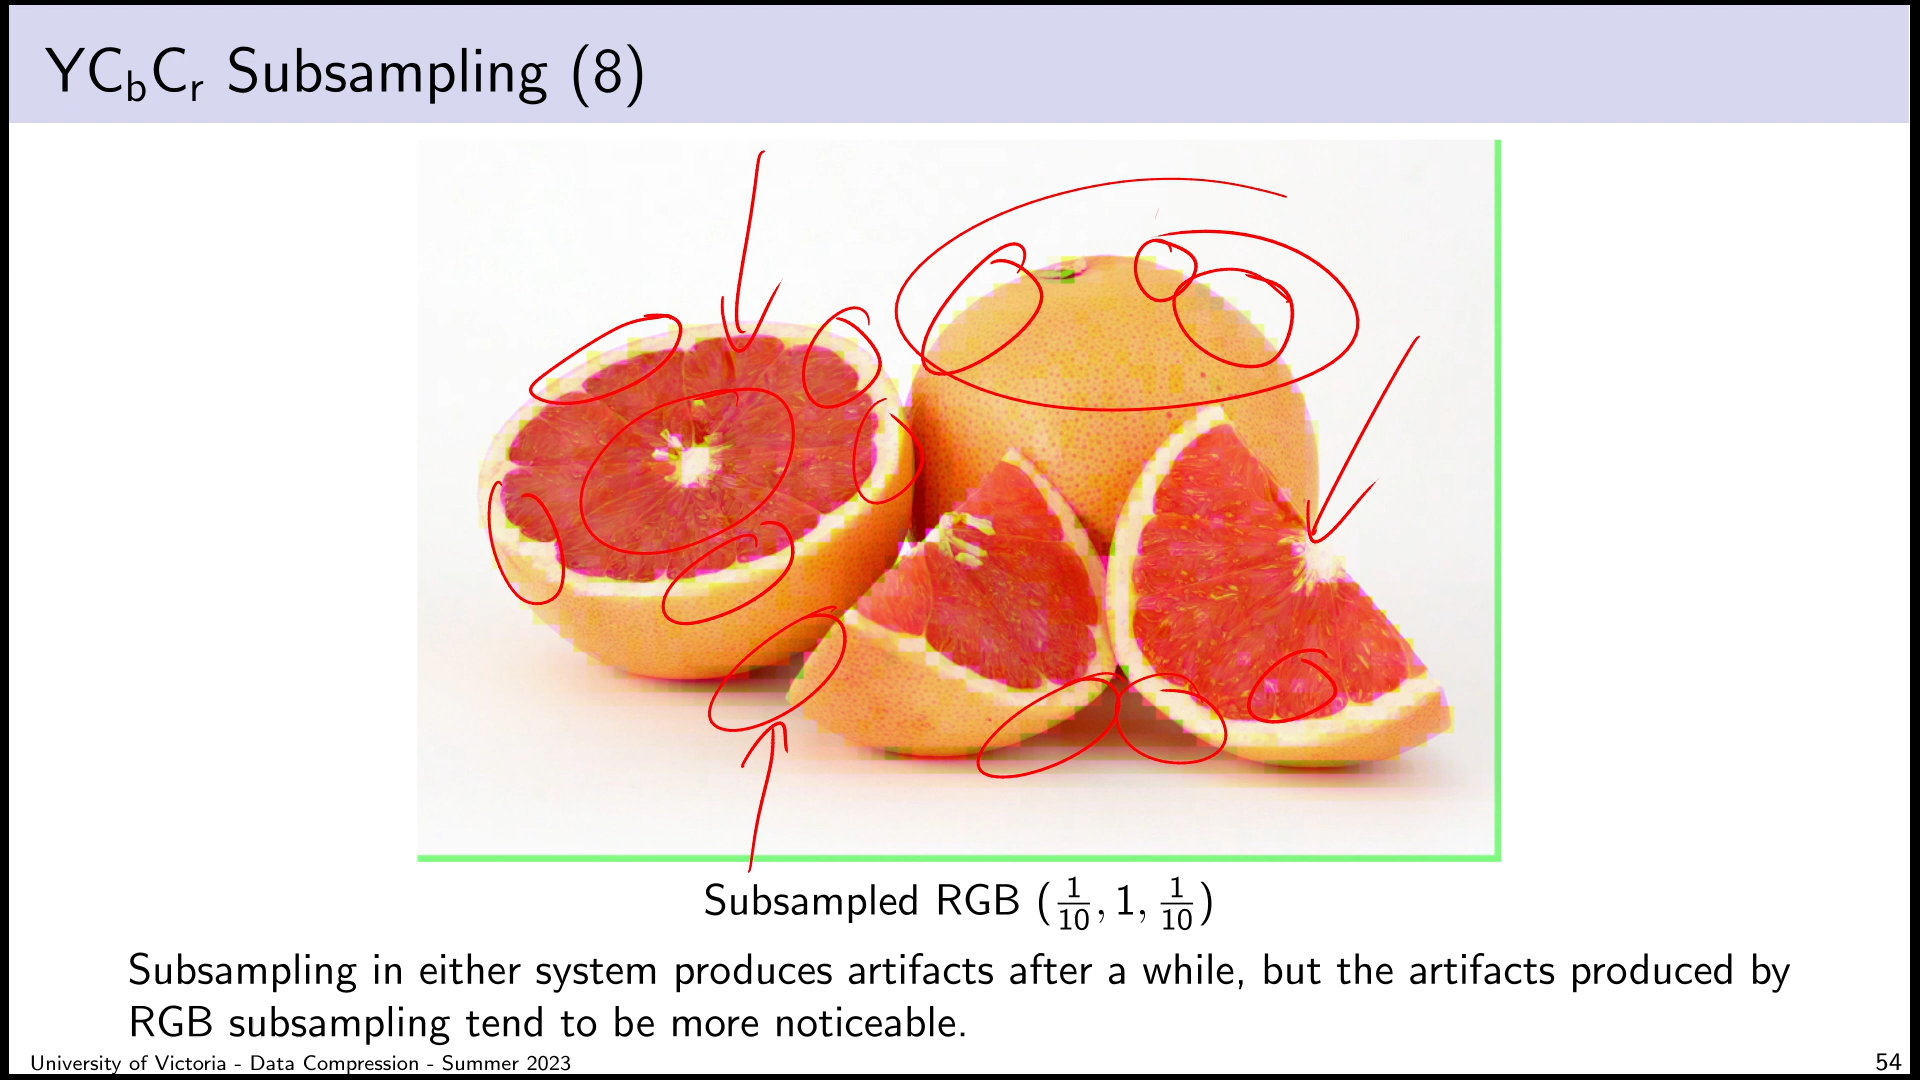 YCbCr Subsampling (8)
Subsampled RGB (1/10, 1, 1/10)
Subsampling in either system produces artifacts after a while, but the artifacts produced by
RGB subsampling tend to be more noticeable.
University of Victoria - Data Compression - Summer 2023
54